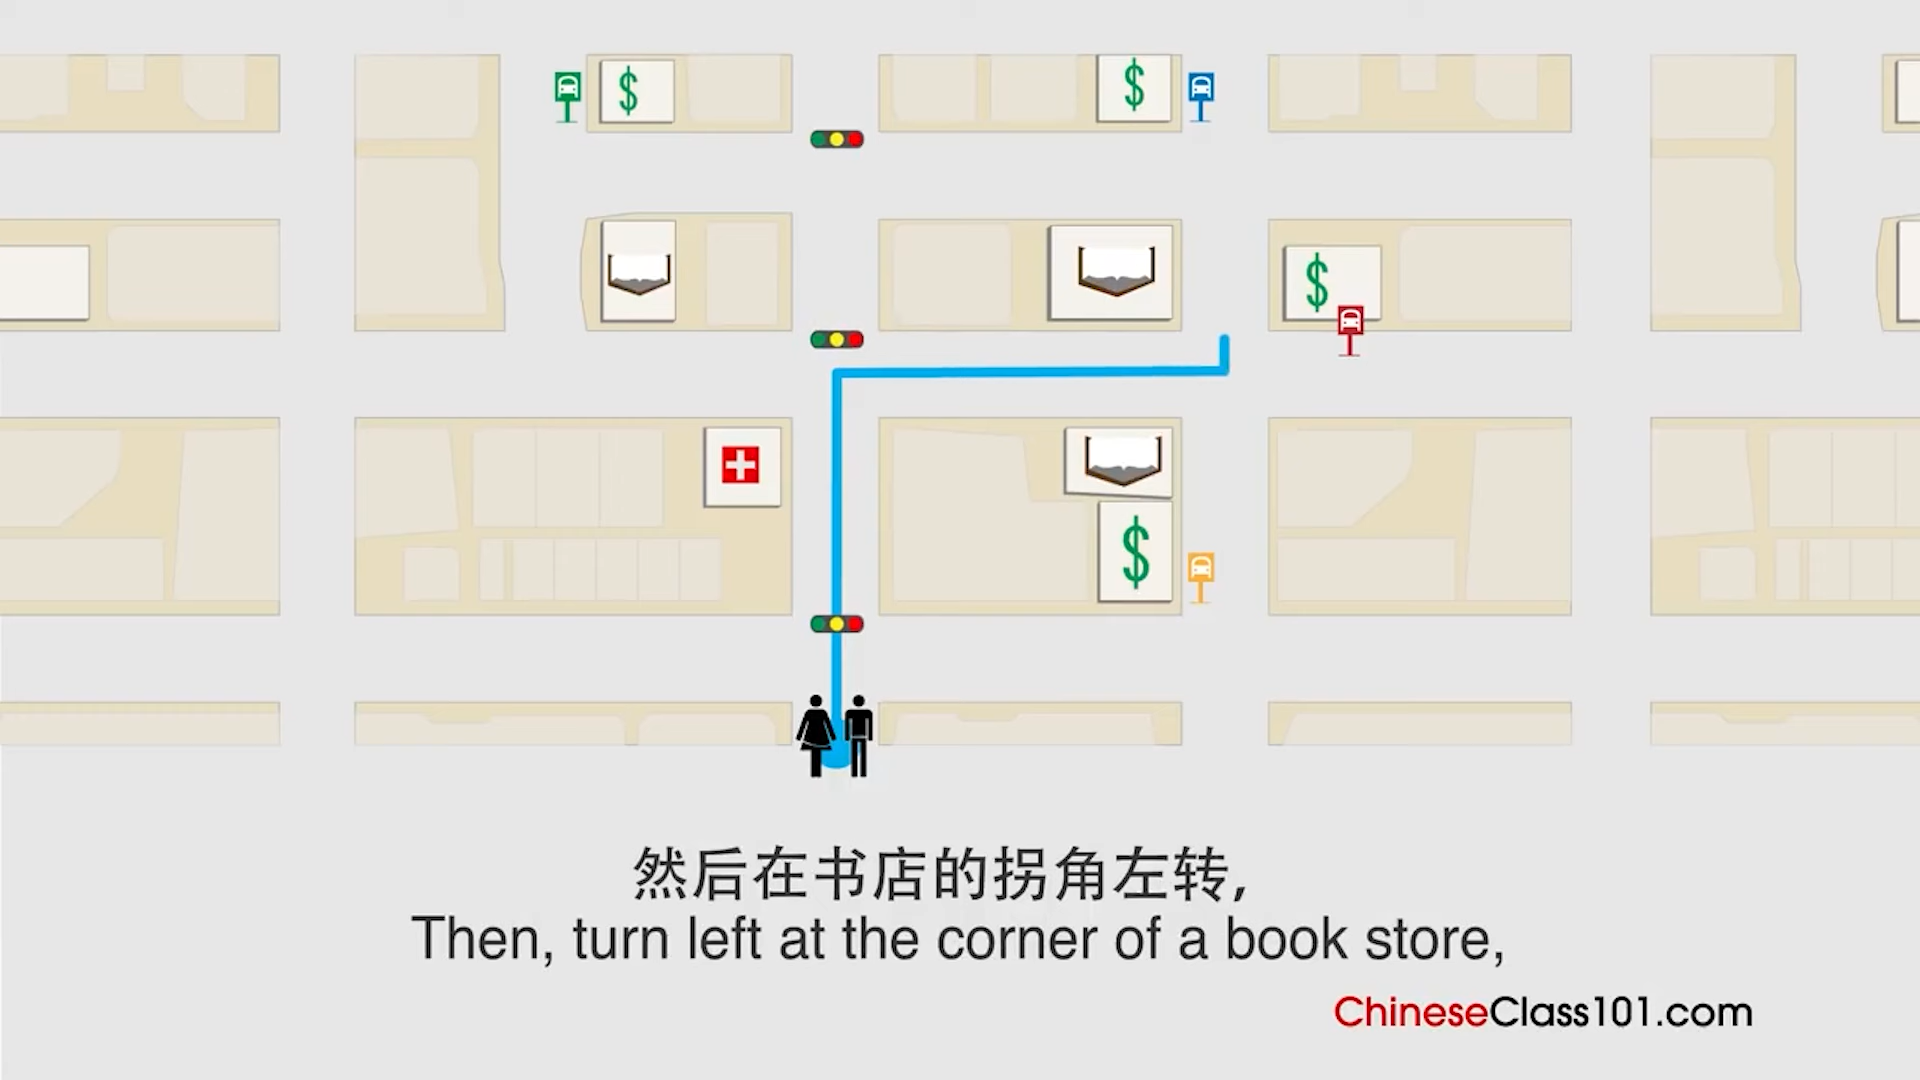 $
$
$
$
然后在书店的拐角左转,
Then, turn left at the corner of a book store,
ChineseClass101.com